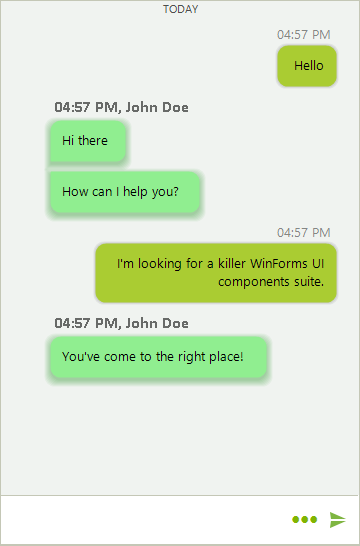 TODAY
04:57 PM
Hello
04:57 PM, John Doe
Hi there
How can I help you?
04:57 PM
I'm looking for a killer WinForms UI
components suite.
04:57 PM, John Doe
You've come to the right place!